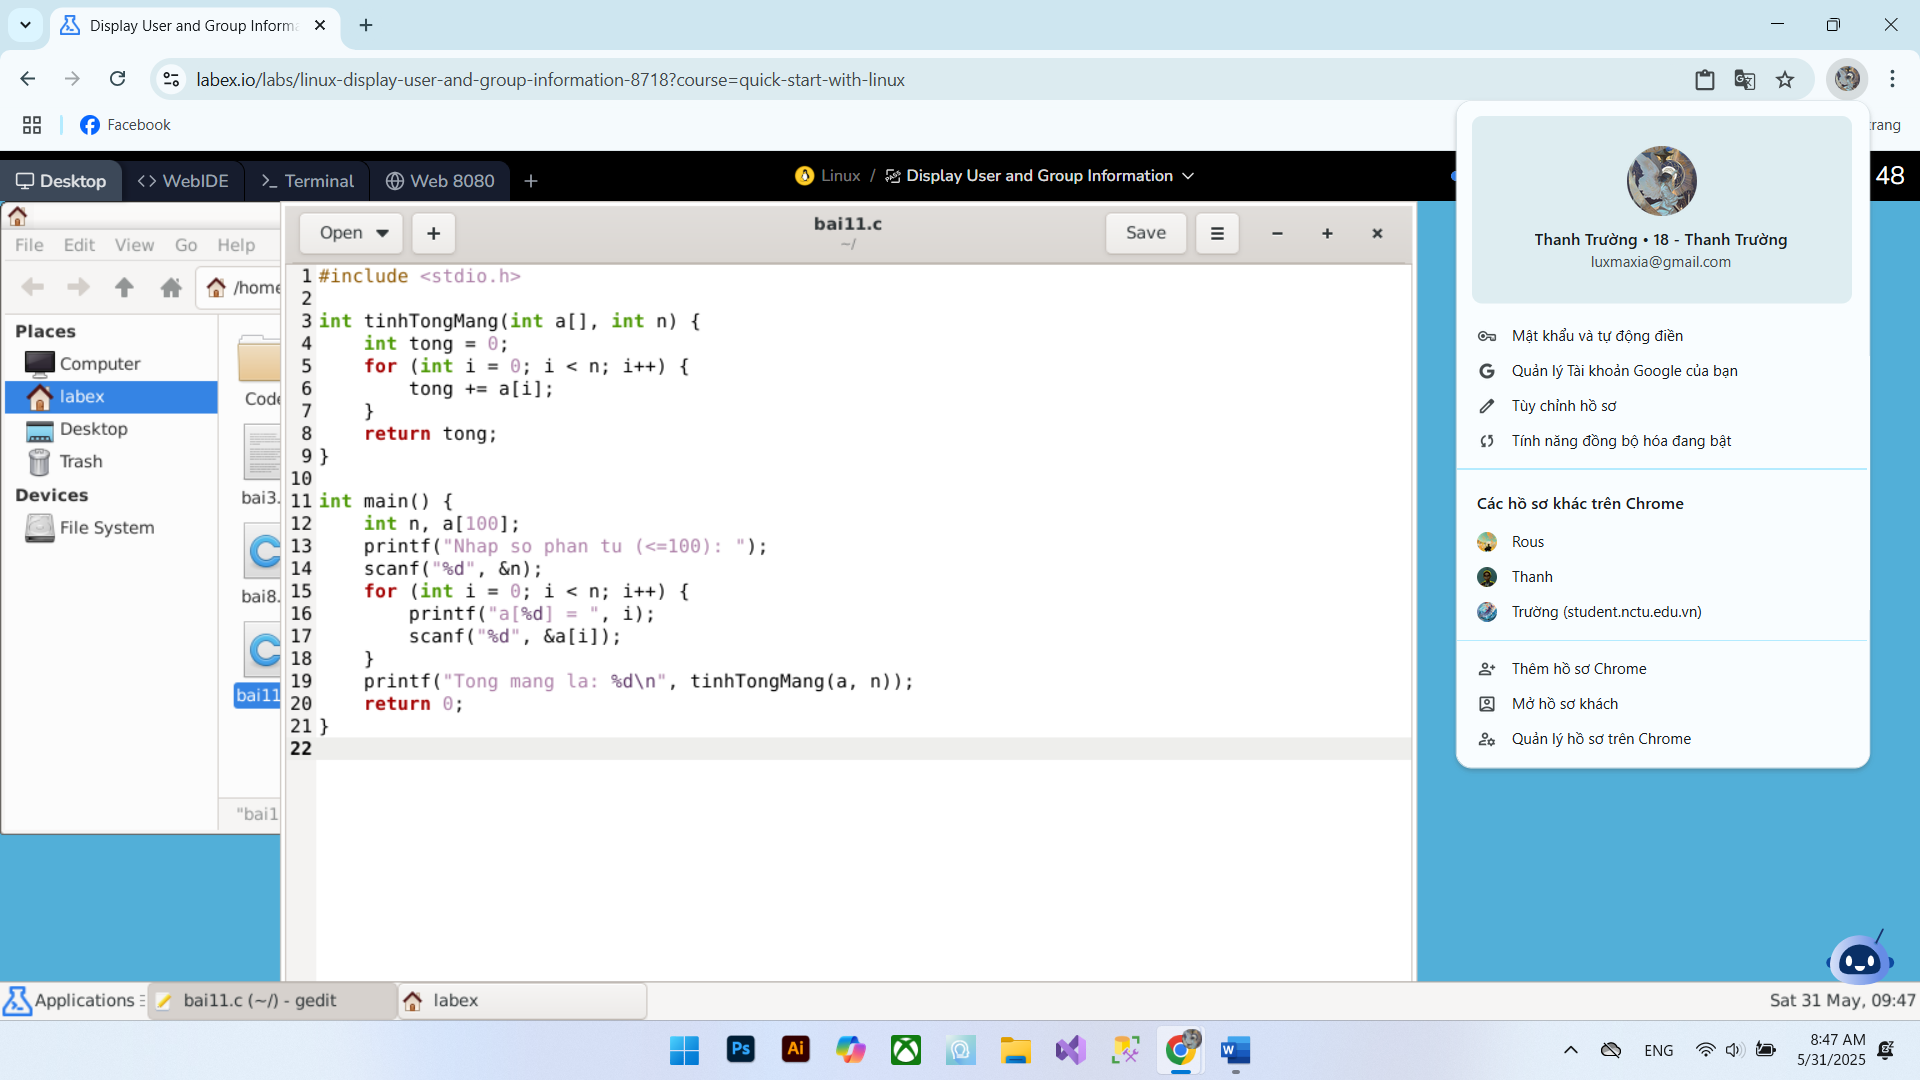 Display User and Group Informa
labex.io/labs/linux-display-user-and-group-information-8718?course=quick-start-with-linux
Facebook
Desktop
WebIDE
Terminal
Web 8080
Linux / Display User and Group Information
48
File Edit View Go Help
/home
Places
Computer
labex
Desktop
Trash
Devices
File System
Code
bai3.
bai8.
bai11
"bai1
Open
bai11.c
~/
Save
1 #include <stdio.h>
2
3 int tinhTongMang(int a[], int n) {
4     int tong = 0;
5     for (int i = 0; i < n; i++) {
6         tong += a[i];
7     }
8     return tong;
9 }
10
11 int main() {
12     int n, a[100];
13     printf("Nhap so phan tu (<=100): ");
14     scanf("%d", &n);
15     for (int i = 0; i < n; i++) {
16         printf("a[%d] = ", i);
17         scanf("%d", &a[i]);
18     }
19     printf("Tong mang la: %d\n", tinhTongMang(a, n));
20     return 0;
21 }
22
Thanh Trường • 18 - Thanh Trường
luxmaxia@gmail.com
Mật khẩu và tự động điền
Quản lý Tài khoản Google của bạn
Tùy chỉnh hồ sơ
Tính năng đồng bộ hóa đang bật
Các hồ sơ khác trên Chrome
Rous
Thanh
Trường (student.nctu.edu.vn)
Thêm hồ sơ Chrome
Mở hồ sơ khách
Quản lý hồ sơ trên Chrome
trang
Applications
bai11.c (~/) - gedit
labex
Sat 31 May, 09:47
Ps
Ai
W
ENG
8:47 AM
5/31/2025